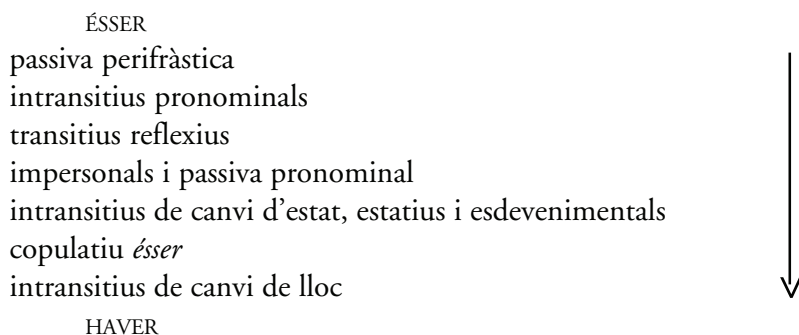 ÉSSER
passiva perifràstica
intransitius pronominals
transitius reflexius
impersonals i passiva pronominal
intransitius de canvi d’estat, estatius i esdevenimentals
copulatiu ésser
intransitius de canvi de lloc
HAVER